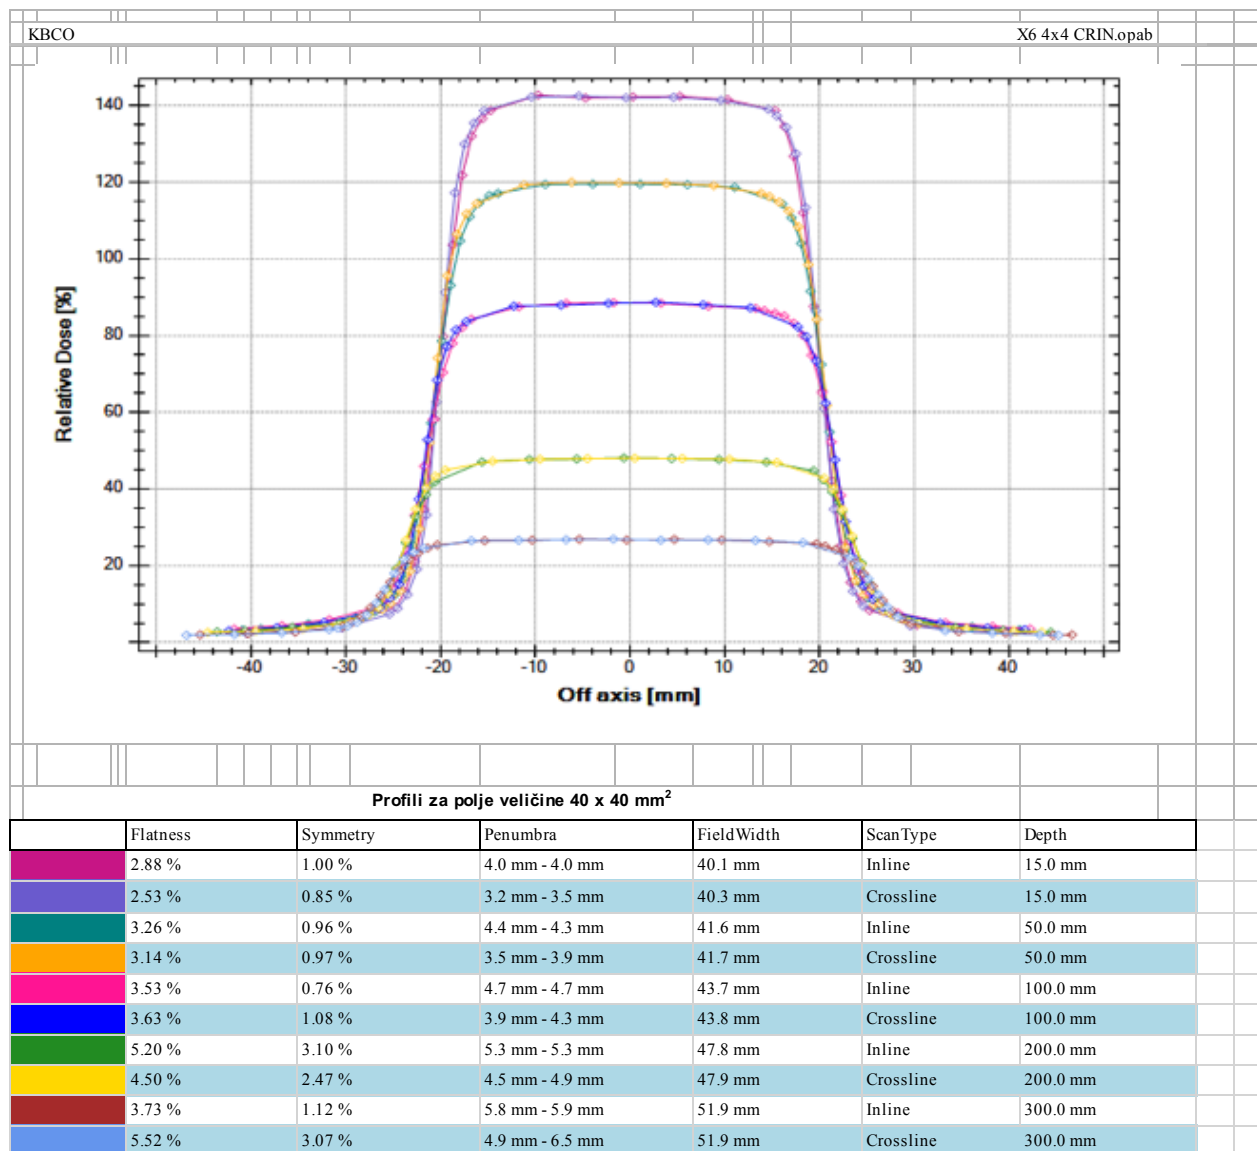 KBCO X6 4x4 CRIN.opab
140
120
100
80
60
40
20
Relative Dose [%]
-40 -30 -20 -10 0 10 20 30 40
Off axis [mm]
Profili za polje veličine 40 x 40 mm²
Flatness Symmetry Penumbra FieldWidth ScanType Depth
2.88 % 1.00 % 4.0 mm - 4.0 mm 40.1 mm Inline 15.0 mm
2.53 % 0.85 % 3.2 mm - 3.5 mm 40.3 mm Crossline 15.0 mm
3.26 % 0.96 % 4.4 mm - 4.3 mm 41.6 mm Inline 50.0 mm
3.14 % 0.97 % 3.5 mm - 3.9 mm 41.7 mm Crossline 50.0 mm
3.53 % 0.76 % 4.7 mm - 4.7 mm 43.7 mm Inline 100.0 mm
3.63 % 1.08 % 3.9 mm - 4.3 mm 43.8 mm Crossline 100.0 mm
5.20 % 3.10 % 5.3 mm - 5.3 mm 47.8 mm Inline 200.0 mm
4.50 % 2.47 % 4.5 mm - 4.9 mm 47.9 mm Crossline 200.0 mm
3.73 % 1.12 % 5.8 mm - 5.9 mm 51.9 mm Inline 300.0 mm
5.52 % 3.07 % 4.9 mm - 6.5 mm 51.9 mm Crossline 300.0 mm